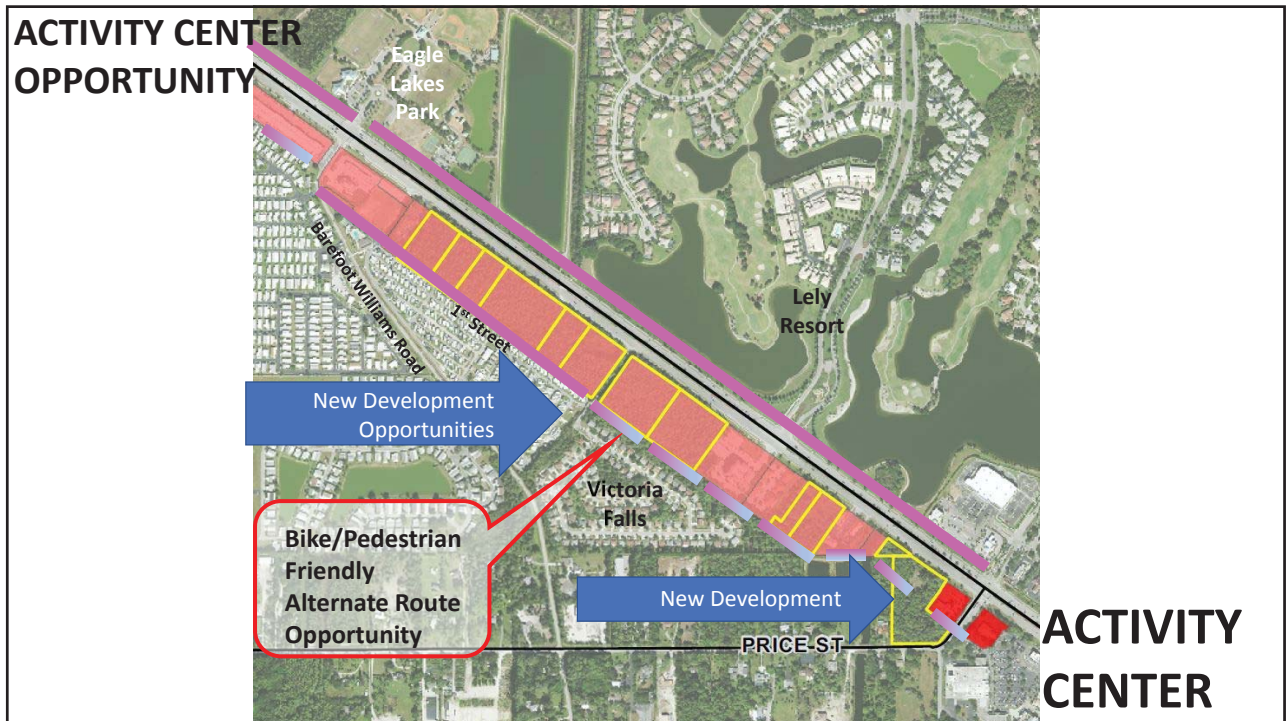 ACTIVITY CENTER
OPPORTUNITY
Eagle
Lakes
Park
Barefoot Williams Road
1st Street
Lely
Resort
New Development
Opportunities
Victoria
Falls
Bike/Pedestrian
Friendly
Alternate Route
Opportunity
New Development
PRICE ST
ACTIVITY
CENTER